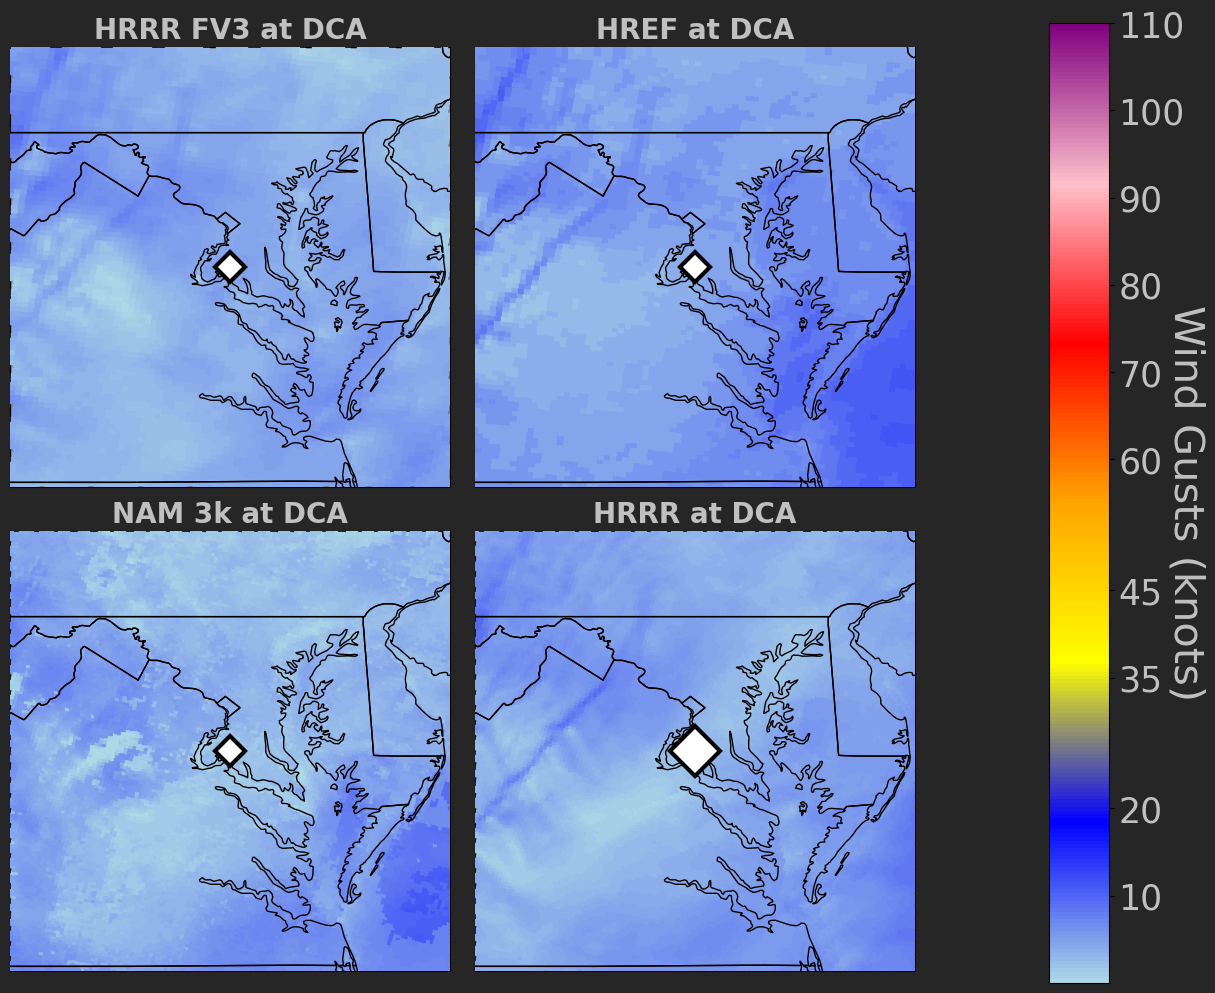 HRRR FV3 at DCA
HREF at DCA
NAM 3k at DCA
HRRR at DCA
110
100
90
80
70
60
45
35
20
10
Wind Gusts (knots)